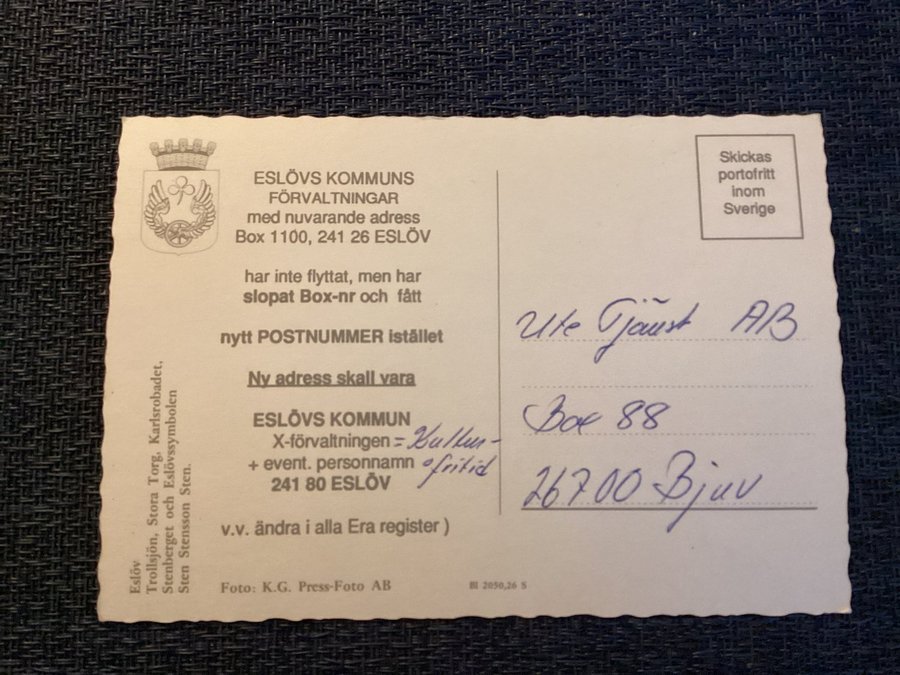 ESLÖVS KOMMUNS
FÖRVALTNINGAR
med nuvarande adress
Box 1100, 241 26 ESLÖV
har inte flyttat, men har
slopat Box-nr och fått
nytt POSTNUMMER istället
Ny adress skall vara
ESLÖVS KOMMUN
X-förvaltningen = Kultur-
+ event. personnamn o fritid
241 80 ESLÖV
v.v. ändra i alla Era register )
Eslöv
Trollsjön, Stora Torg, Karlsrobadet,
Stenberget och Eslövssymbolen
Sten Stensson Sten.
Foto: K.G. Press-Foto AB
Bl 2050,26 S
Skickas
portofritt
inom
Sverige
Ute Tjänst AB
Box 88
267 00 Bjuv